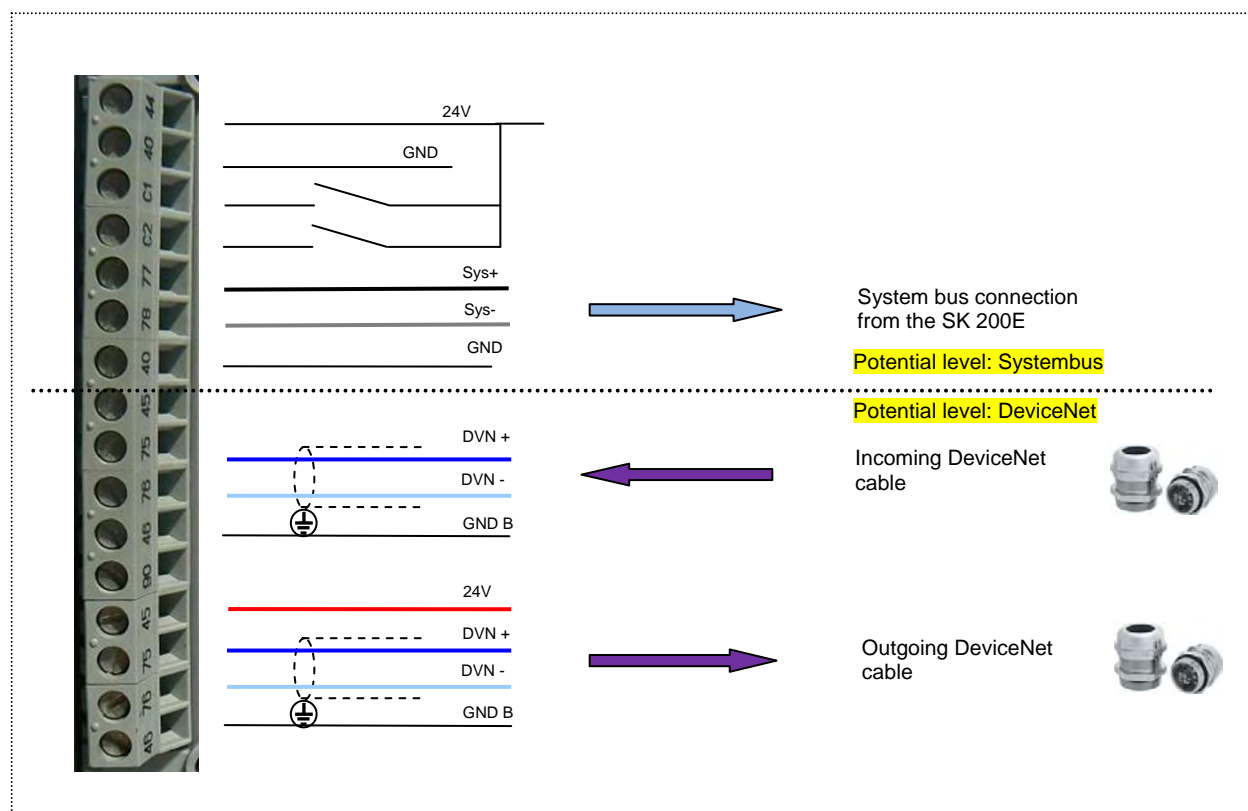 44
40
C1
C2
77
78
40
45
75
76
46
90
45
75
76
46
24V
GND
Sys+
Sys-
GND
System bus connection
from the SK 200E
Potential level: Systembus
Potential level: DeviceNet
DVN +
DVN -
GND B
Incoming DeviceNet
cable
24V
DVN +
DVN -
GND B
Outgoing DeviceNet
cable